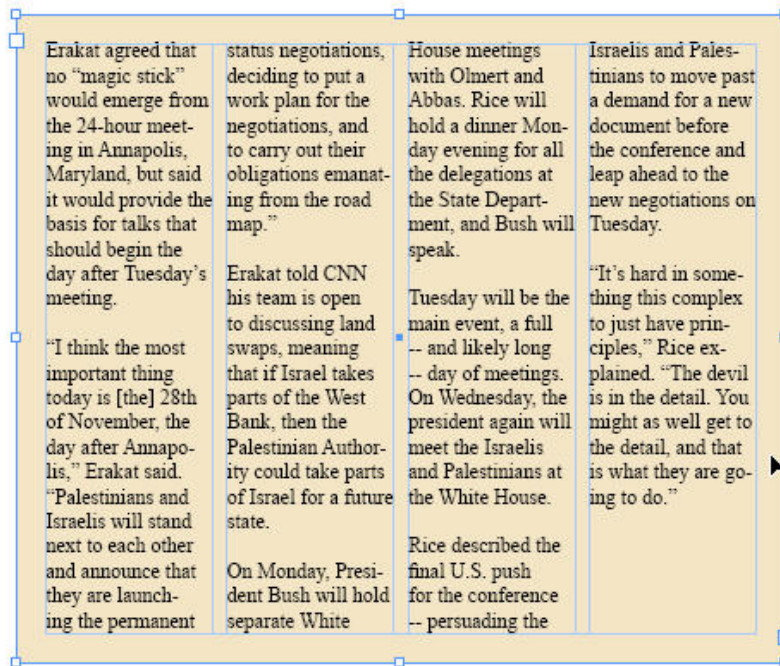 Erakat agreed that
no “magic stick”
would emerge from
the 24-hour meet-
ing in Annapolis,
Maryland, but said
it would provide the
basis for talks that
should begin the
day after Tuesday’s
meeting.
“I think the most
important thing
today is [the] 28th
of November, the
day after Annapo-
lis,” Erakat said.
“Palestinians and
Israelis will stand
next to each other
and announce that
they are launch-
ing the permanent
status negotiations,
deciding to put a
work plan for the
negotiations, and
to carry out their
obligations emanat-
ing from the road
map.”
Erakat told CNN
his team is open
to discussing land
swaps, meaning
that if Israel takes
parts of the West
Bank, then the
Palestinian Author-
ity could take parts
of Israel for a future
state.
On Monday, Presi-
dent Bush will hold
separate White
House meetings
with Olmert and
Abbas. Rice will
hold a dinner Mon-
day evening for all
the delegations at
the State Depart-
ment, and Bush will
speak.
Tuesday will be the
main event, a full
-- and likely long
-- day of meetings.
On Wednesday, the
president again will
meet the Israelis
and Palestinians at
the White House.
Rice described the
final U.S. push
for the conference
-- persuading the
Israelis and Pales-
tinians to move past
a demand for a new
document before
the conference and
leap ahead to the
new negotiations on
Tuesday.
“It’s hard in some-
thing this complex
to just have prin-
ciples,” Rice ex-
plained. “The devil
is in the detail. You
might as well get to
the detail, and that
is what they are go-
ing to do.”